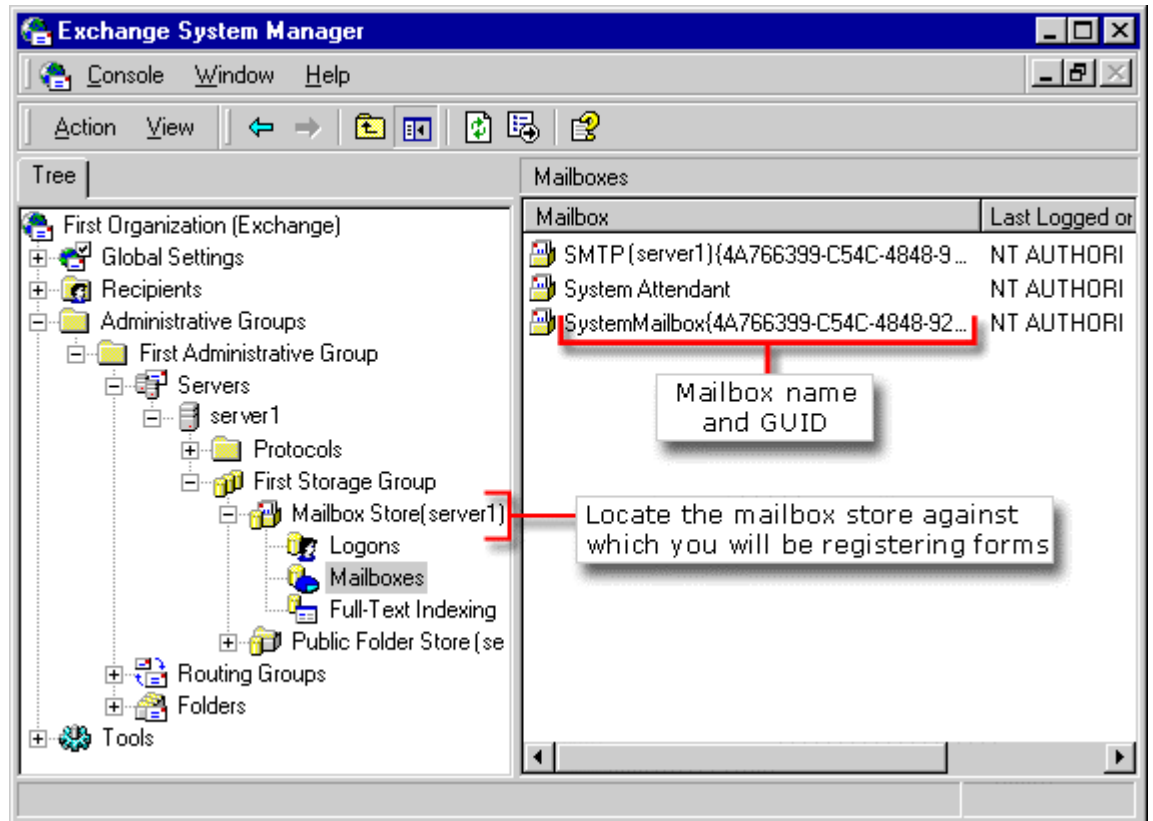 Exchange System Manager
Console Window Help
Action View
Tree
Mailboxes
First Organization (Exchange)
Global Settings
Recipients
Administrative Groups
First Administrative Group
Servers
server1
Protocols
First Storage Group
Mailbox Store(server1)
Logons
Mailboxes
Full-Text Indexing
Public Folder Store (se
Routing Groups
Folders
Tools
Mailbox Last Logged or
SMTP (server1){4A766399-C54C-4848-9... NT AUTHORI
System Attendant NT AUTHORI
SystemMailbox{4A766399-C54C-4848-92... NT AUTHORI
Mailbox name
and GUID
Locate the mailbox store against
which you will be registering forms